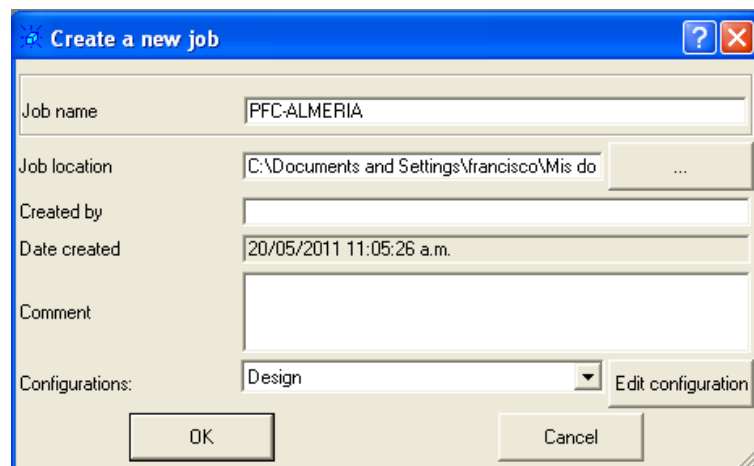 Create a new job
Job name PFC-ALMERIA
Job location C:\Documents and Settings\francisco\Mis do ...
Created by
Date created 20/05/2011 11:05:26 a.m.
Comment
Configurations: Design Edit configuration
OK Cancel